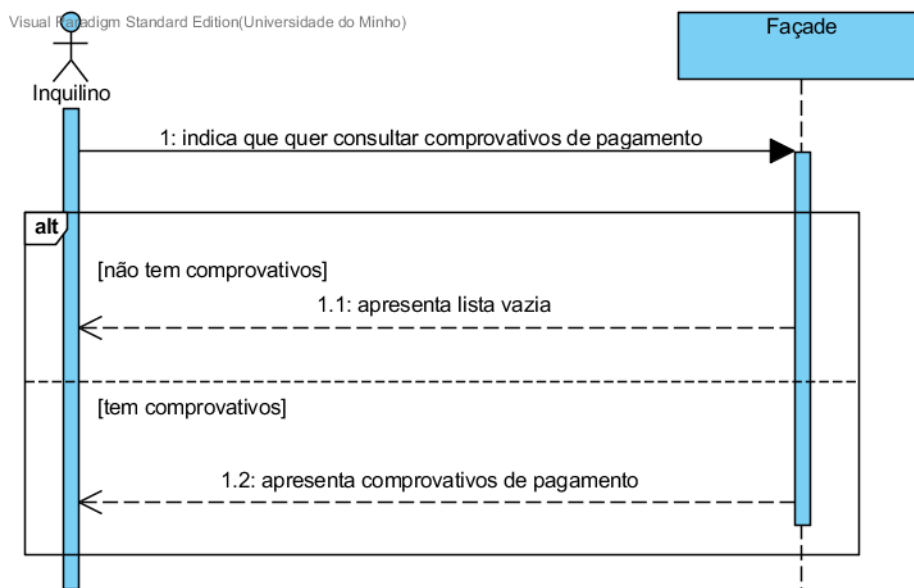 Visual Paradigm Standard Edition(Universidade do Minho)
Façade
Inquilino
1: indica que quer consultar comprovativos de pagamento
alt
[não tem comprovativos]
1.1: apresenta lista vazia
[tem comprovativos]
1.2: apresenta comprovativos de pagamento